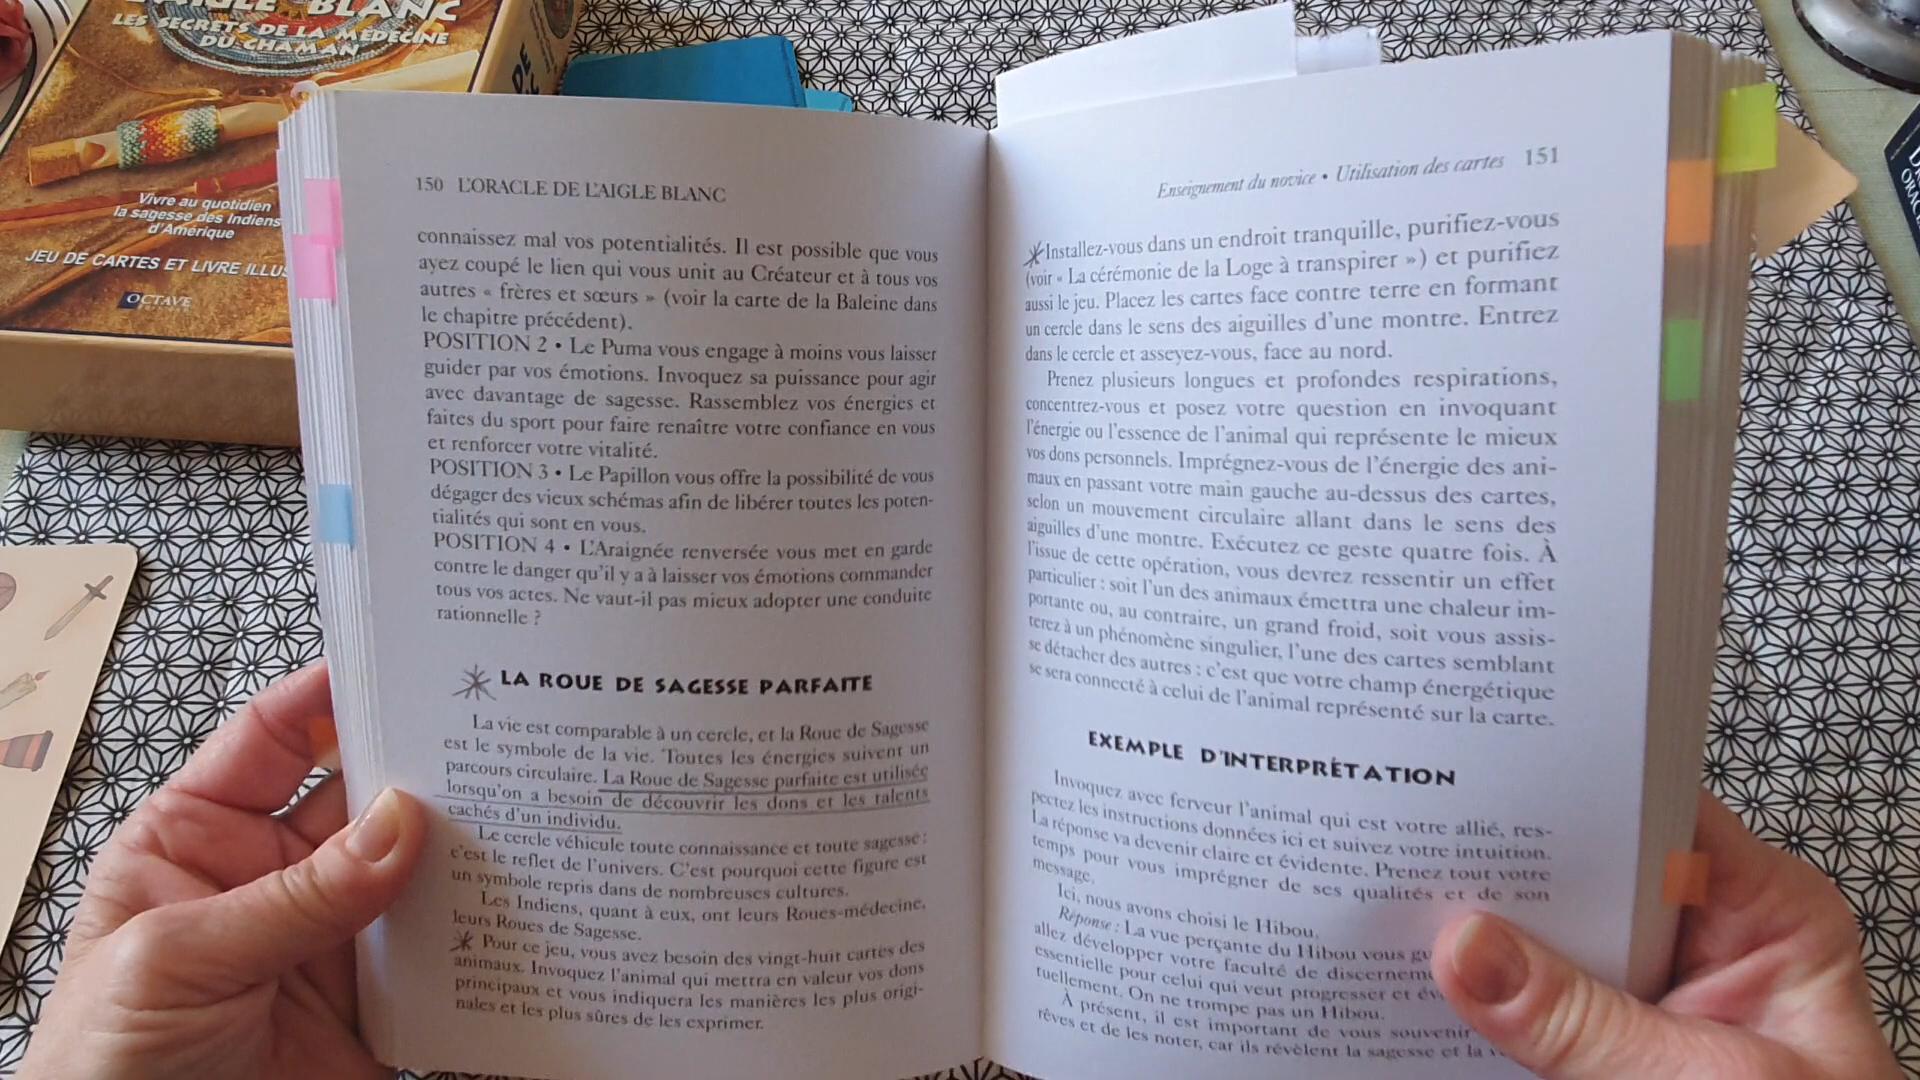 L'AIGLE BLANC
LES SECRETS DE LA MÉDECINE
DU CHAMAN
Vivre au quotidien
la sagesse des Indiens
d'Amérique
JEU DE CARTES ET LIVRE ILLUS
OCTAVE
DE
150 L'ORACLE DE L'AIGLE BLANC
connaissez mal vos potentialités. Il est possible que vous
ayez coupé le lien qui vous unit au Créateur et à tous vos
autres « frères et sœurs » (voir la carte de la Baleine dans
le chapitre précédent).
POSITION 2 • Le Puma vous engage à moins vous laisser
guider par vos émotions. Invoquez sa puissance pour agir
avec davantage de sagesse. Rassemblez vos énergies et
faites du sport pour faire renaître votre confiance en vous
et renforcer votre vitalité.
POSITION 3 • Le Papillon vous offre la possibilité de vous
dégager des vieux schémas afin de libérer toutes les poten-
tialités qui sont en vous.
POSITION 4 • L'Araignée renversée vous met en garde
contre le danger qu'il y a à laisser vos émotions commander
tous vos actes. Ne vaut-il pas mieux adopter une conduite
rationnelle ?
LA ROUE DE SAGESSE PARFAITE
La vie est comparable à un cercle, et la Roue de Sagesse
est le symbole de la vie. Toutes les énergies suivent un
parcours circulaire. La Roue de Sagesse parfaite est utilisée
lorsqu'on a besoin de découvrir les dons et les talents
cachés d'un individu.
Le cercle véhicule toute connaissance et toute sagesse :
c'est le reflet de l'univers. C'est pourquoi cette figure est
un symbole repris dans de nombreuses cultures.
Les Indiens, quant à eux, ont leurs Roues-médecine,
leurs Roues de Sagesse.
Pour ce jeu, vous avez besoin des vingt-huit cartes des
animaux. Invoquez l'animal qui mettra en valeur vos dons
principaux et vous indiquera les manières les plus origi-
nales et les plus sûres de les exprimer.
Enseignement du novice • Utilisation des cartes 151
Installez-vous dans un endroit tranquille, purifiez-vous
(voir « La cérémonie de la Loge à transpirer ») et purifiez
aussi le jeu. Placez les cartes face contre terre en formant
un cercle dans le sens des aiguilles d'une montre. Entrez
dans le cercle et asseyez-vous, face au nord.
Prenez plusieurs longues et profondes respirations,
concentrez-vous et posez votre question en invoquant
l'énergie ou l'essence de l'animal qui représente le mieux
vos dons personnels. Imprégnez-vous de l'énergie des ani-
maux en passant votre main gauche au-dessus des cartes,
selon un mouvement circulaire allant dans le sens des
aiguilles d'une montre. Exécutez ce geste quatre fois. À
l'issue de cette opération, vous devrez ressentir un effet
particulier : soit l'un des animaux émettra une chaleur im-
portante ou, au contraire, un grand froid, soit vous assis-
terez à un phénomène singulier, l'une des cartes semblant
se détacher des autres : c'est que votre champ énergétique
se sera connecté à celui de l'animal représenté sur la carte.
EXEMPLE D'INTERPRÉTATION
Invoquez avec ferveur l'animal qui est votre allié, res-
pectez les instructions données ici et suivez votre intuition.
La réponse va devenir claire et évidente. Prenez tout votre
temps pour vous imprégner de ses qualités et de son
message.
Ici, nous avons choisi le Hibou.
Réponse : La vue perçante du Hibou vous gu
allez développer votre faculté de discerneme
essentielle pour celui qui veut progresser et év
tuellement. On ne trompe pas un Hibou.
À présent, il est important de vous souvenir
rêves et de les noter, car ils révèlent la sagesse et la